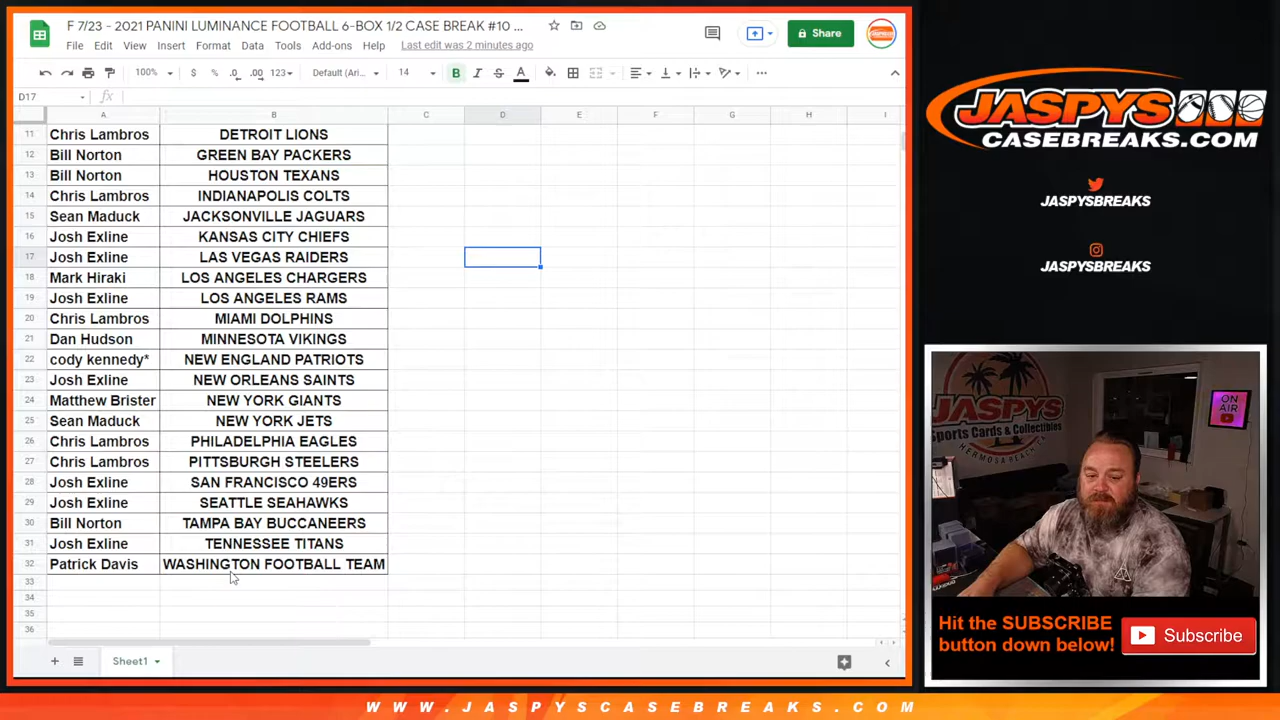 F 7/23 - 2021 PANINI LUMINANCE FOOTBALL 6-BOX 1/2 CASE BREAK #10 ...
File Edit View Insert Format Data Tools Add-ons Help Last edit was 2 minutes ago
Share
100% $ % .0 .00 123 Default (Ari... 14 B I S A
D17 fx
A B C D E F G H I
11 Chris Lambros DETROIT LIONS
12 Bill Norton GREEN BAY PACKERS
13 Bill Norton HOUSTON TEXANS
14 Chris Lambros INDIANAPOLIS COLTS
15 Sean Maduck JACKSONVILLE JAGUARS
16 Josh Exline KANSAS CITY CHIEFS
17 Josh Exline LAS VEGAS RAIDERS
18 Mark Hiraki LOS ANGELES CHARGERS
19 Josh Exline LOS ANGELES RAMS
20 Chris Lambros MIAMI DOLPHINS
21 Dan Hudson MINNESOTA VIKINGS
22 cody kennedy* NEW ENGLAND PATRIOTS
23 Josh Exline NEW ORLEANS SAINTS
24 Matthew Brister NEW YORK GIANTS
25 Sean Maduck NEW YORK JETS
26 Chris Lambros PHILADELPHIA EAGLES
27 Chris Lambros PITTSBURGH STEELERS
28 Josh Exline SAN FRANCISCO 49ERS
29 Josh Exline SEATTLE SEAHAWKS
30 Bill Norton TAMPA BAY BUCCANEERS
31 Josh Exline TENNESSEE TITANS
32 Patrick Davis WASHINGTON FOOTBALL TEAM
33
34
35
36
Sheet1
JASPYS
CASEBREAKS.COM
JASPYSBREAKS
JASPYSBREAKS
JASPYS
Sports Cards & Collectibles
HERMOSA BEACH, CA
ON AIR
Hit the SUBSCRIBE
button down below!
Subscribe
WWW.JASPYSCASEBREAKS.COM